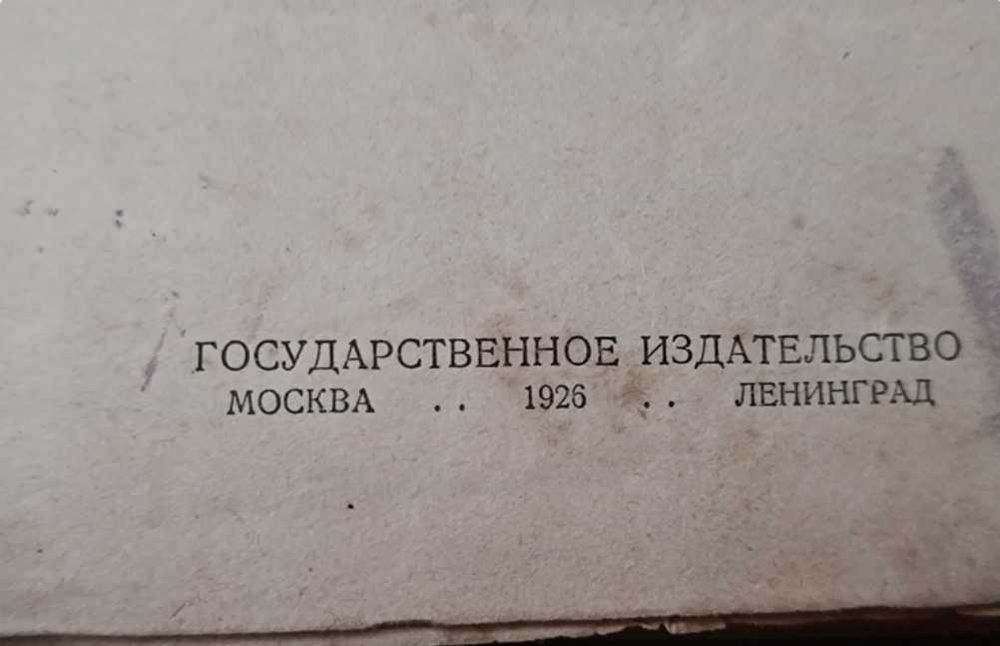 ГОСУДАРСТВЕННОЕ ИЗДАТЕЛЬСТВО
МОСКВА .. 1926 .. ЛЕНИНГРАД